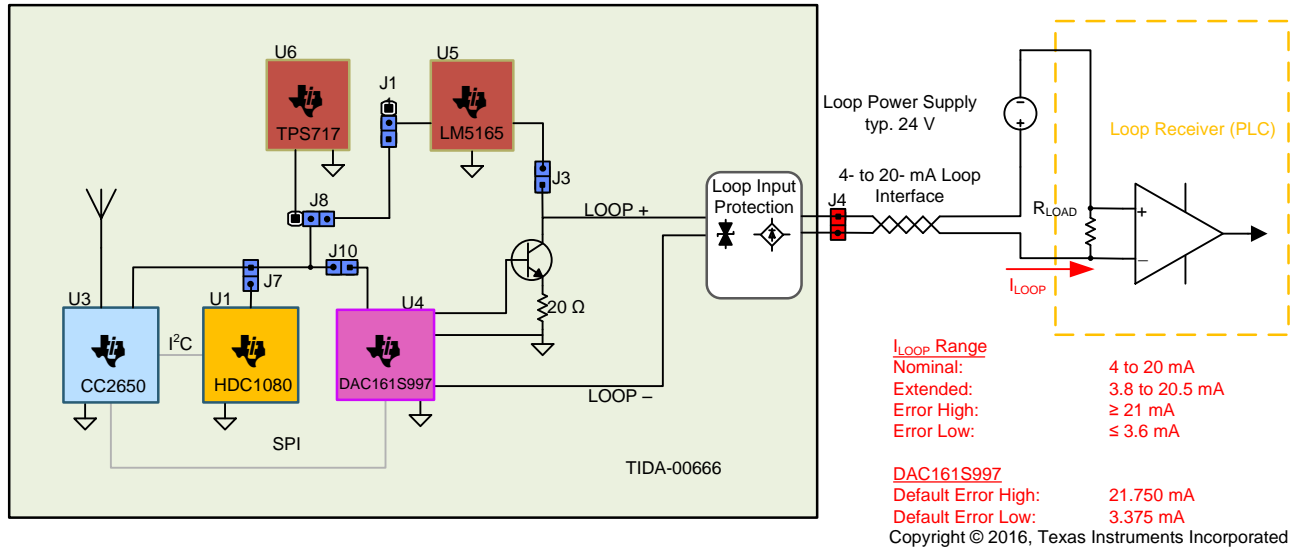 U6
TPS717
J1
U5
LM5165
J3
J8
J10
J7
U3
CC2650
I²C
U1
HDC1080
U4
DAC161S997
SPI
20 Ω
LOOP +
LOOP –
TIDA-00666
Loop Input
Protection
J4
Loop Power Supply
typ. 24 V
4- to 20- mA Loop
Interface
Loop Receiver (PLC)
R_LOAD
I_LOOP
I_LOOP Range
Nominal: 4 to 20 mA
Extended: 3.8 to 20.5 mA
Error High: ≥ 21 mA
Error Low: ≤ 3.6 mA
DAC161S997
Default Error High: 21.750 mA
Default Error Low: 3.375 mA
Copyright © 2016, Texas Instruments Incorporated